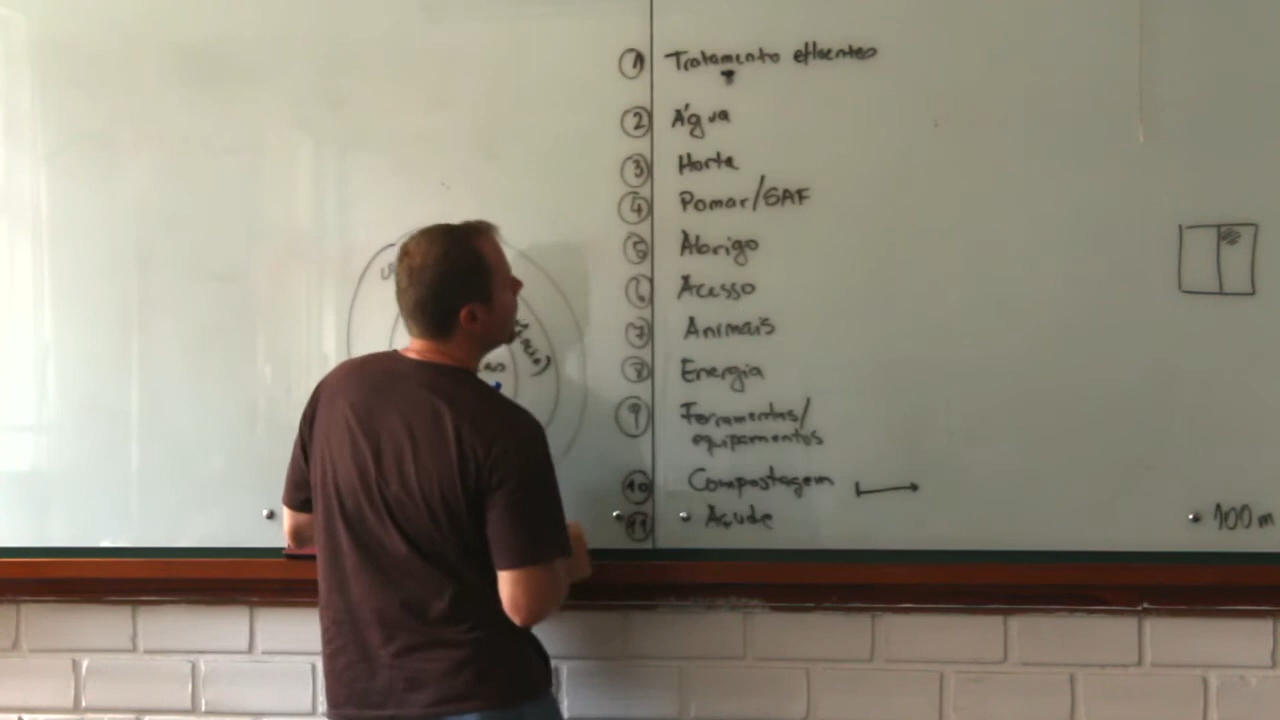 1 Tratamento efluentes
2 Água
3 Horta
4 Pomar/SAF
5 Abrigo
6 Acesso
7 Animais
8 Energia
9 Ferramentas/
equipamentos
10 Compostagem
11 Açude
100 m